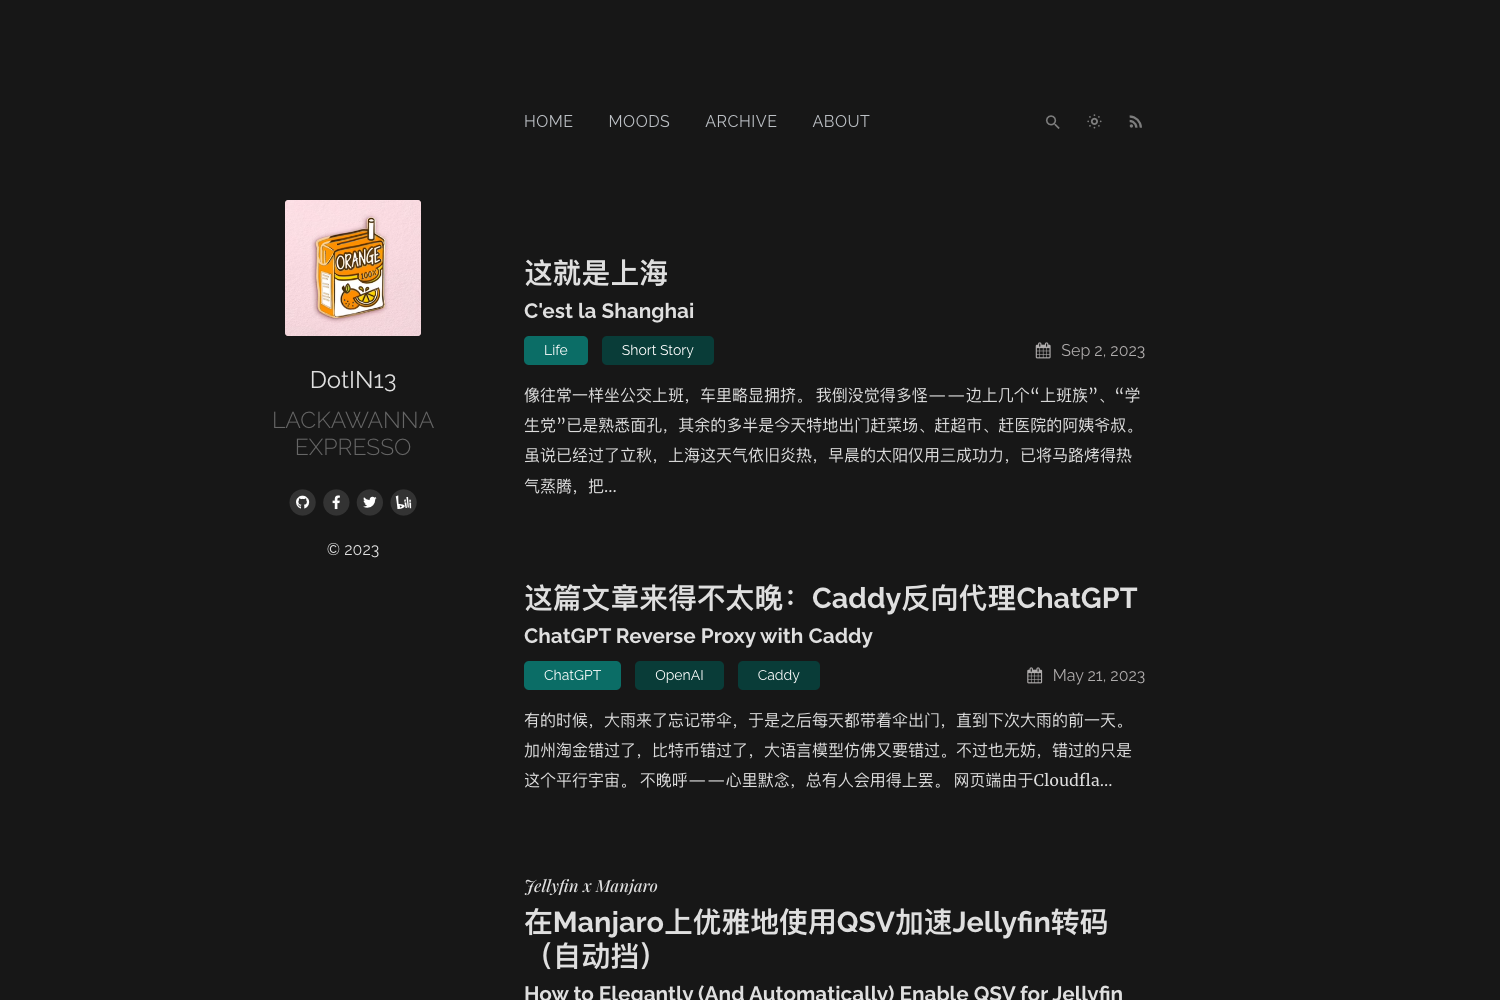 HOME MOODS ARCHIVE ABOUT
ORANGE
100%
DotIN13
LACKAWANNA
EXPRESSO
© 2023
这就是上海
C'est la Shanghai
Life Short Story Sep 2, 2023
像往常一样坐公交上班，车里略显拥挤。 我倒没觉得多怪——边上几个“上班族”、“学
生党”已是熟悉面孔，其余的多半是今天特地出门赶菜场、赶超市、赶医院的阿姨爷叔。
虽说已经过了立秋，上海这天气依旧炎热，早晨的太阳仅用三成功力，已将马路烤得热
气蒸腾，把...
这篇文章来得不太晚：Caddy反向代理ChatGPT
ChatGPT Reverse Proxy with Caddy
ChatGPT OpenAI Caddy May 21, 2023
有的时候，大雨来了忘记带伞，于是之后每天都带着伞出门，直到下次大雨的前一天。
加州淘金错过了，比特币错过了，大语言模型仿佛又要错过。不过也无妨，错过的只是
这个平行宇宙。 不晚呼——心里默念，总有人会用得上罢。 网页端由于Cloudfla...
Jellyfin x Manjaro
在Manjaro上优雅地使用QSV加速Jellyfin转码
（自动挡）
How to Elegantly (And Automatically) Enable QSV for Jellyfin